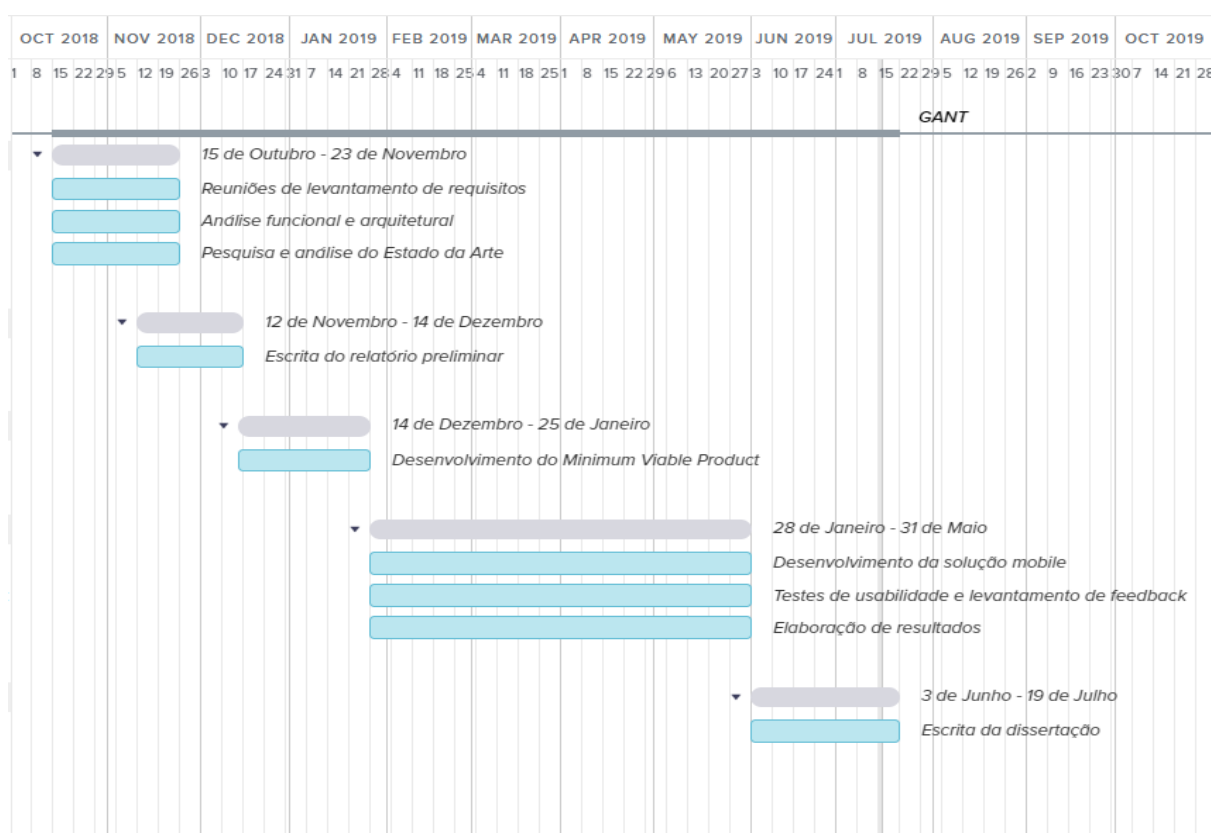 OCT 2018 NOV 2018 DEC 2018 JAN 2019 FEB 2019 MAR 2019 APR 2019 MAY 2019 JUN 2019 JUL 2019 AUG 2019 SEP 2019 OCT 2019
1 8 15 22 29 5 12 19 26 3 10 17 24 31 7 14 21 28 4 11 18 25 4 11 18 25 1 8 15 22 29 6 13 20 27 3 10 17 24 1 8 15 22 29 5 12 19 26 2 9 16 23 30 7 14 21 28
GANT
15 de Outubro - 23 de Novembro
Reuniões de levantamento de requisitos
Análise funcional e arquitetural
Pesquisa e análise do Estado da Arte
12 de Novembro - 14 de Dezembro
Escrita do relatório preliminar
14 de Dezembro - 25 de Janeiro
Desenvolvimento do Minimum Viable Product
28 de Janeiro - 31 de Maio
Desenvolvimento da solução mobile
Testes de usabilidade e levantamento de feedback
Elaboração de resultados
3 de Junho - 19 de Julho
Escrita da dissertação